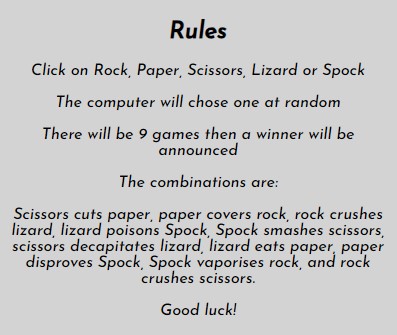 Rules
Click on Rock, Paper, Scissors, Lizard or Spock
The computer will chose one at random
There will be 9 games then a winner will be
announced
The combinations are:
Scissors cuts paper, paper covers rock, rock crushes
lizard, lizard poisons Spock, Spock smashes scissors,
scissors decapitates lizard, lizard eats paper, paper
disproves Spock, Spock vaporises rock, and rock
crushes scissors.
Good luck!